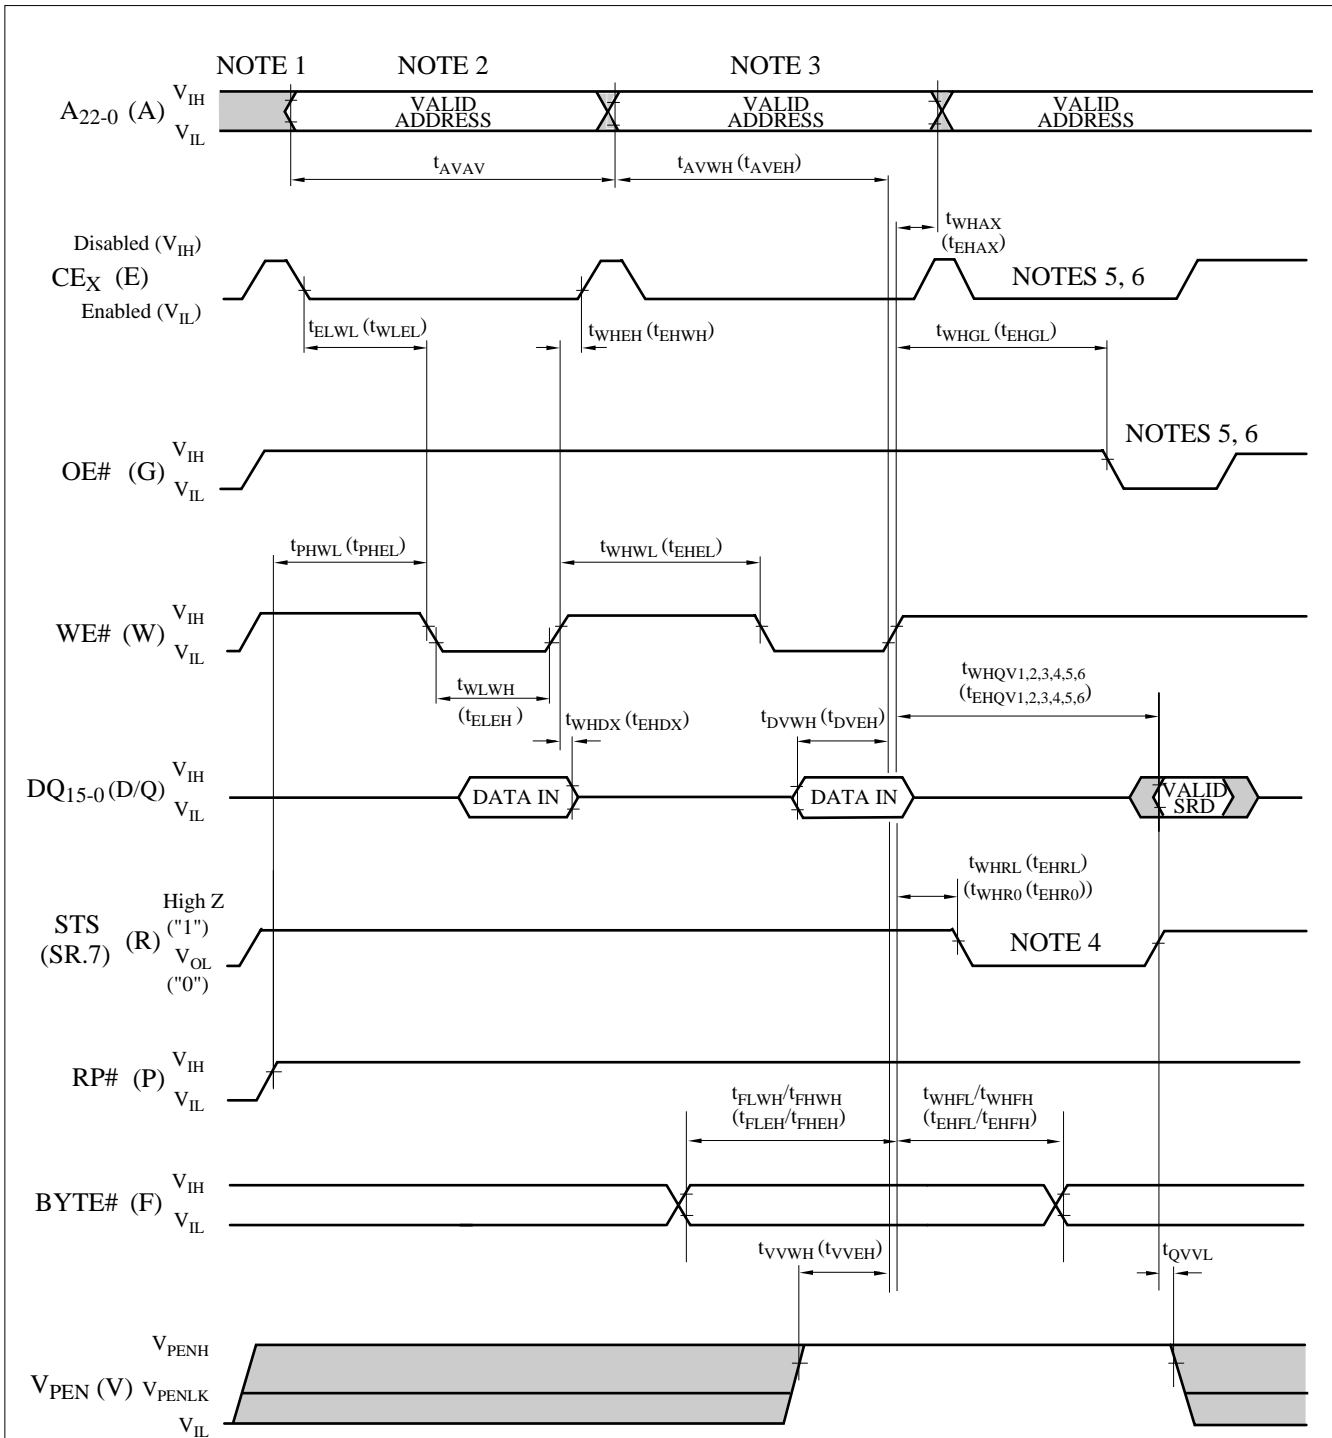 NOTE 1 NOTE 2 NOTE 3
A22-0 (A) VIH VIL
VALID ADDRESS
VALID ADDRESS
VALID ADDRESS
tAVAV
tAVWH (tAVEH)
tWHAX
(tEHAX)
Disabled (VIH)
CEX (E)
Enabled (VIL)
NOTES 5, 6
tELWL (tWLEL)
tWHEH (tEHWH)
tWHGL (tEHGL)
NOTES 5, 6
OE# (G) VIH VIL
tPHWL (tPHEL)
tWHWL (tEHEL)
WE# (W) VIH VIL
tWLWH
(tELEH )
tWHDX (tEHDX)
tDVWH (tDVEH)
tWHQV1,2,3,4,5,6
(tEHQV1,2,3,4,5,6)
DQ15-0 (D/Q) VIH VIL
DATA IN
DATA IN
VALID SRD
tWHRL (tEHRL)
(tWHR0 (tEHR0))
High Z
("1")
STS
(SR.7) (R)
VOL
("0")
NOTE 4
RP# (P) VIH VIL
tFLWH/tFHWH
(tFLEH/tFHEH)
tWHFL/tWHFH
(tEHFL/tEHFH)
BYTE# (F) VIH VIL
tVVWH (tVVEH)
tQVVL
VPENH
VPEN (V) VPENLK
VIL